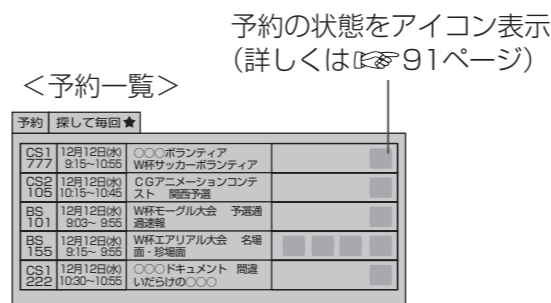 予約の状態をアイコン表示
（詳しくは☞91ページ）
＜予約一覧＞
予約 探して毎回★
CS1 12月12日(水) ○○○ボランティア
777 9:15～10:55 W杯サッカーボランティア
CS2 12月12日(水) CGアニメーションコンテ
105 10:15～10:45 スト 関西予選
BS 12月12日(水) W杯モーグル大会 予選通
101 9:03～ 9:55 過速報
BS 12月12日(水) W杯エアリアル大会 名場
155 9:15～ 9:55 面・珍場面
CS1 12月12日(水) ○○○ドキュメント 間違
222 10:30～10:55 いだらけの○○○